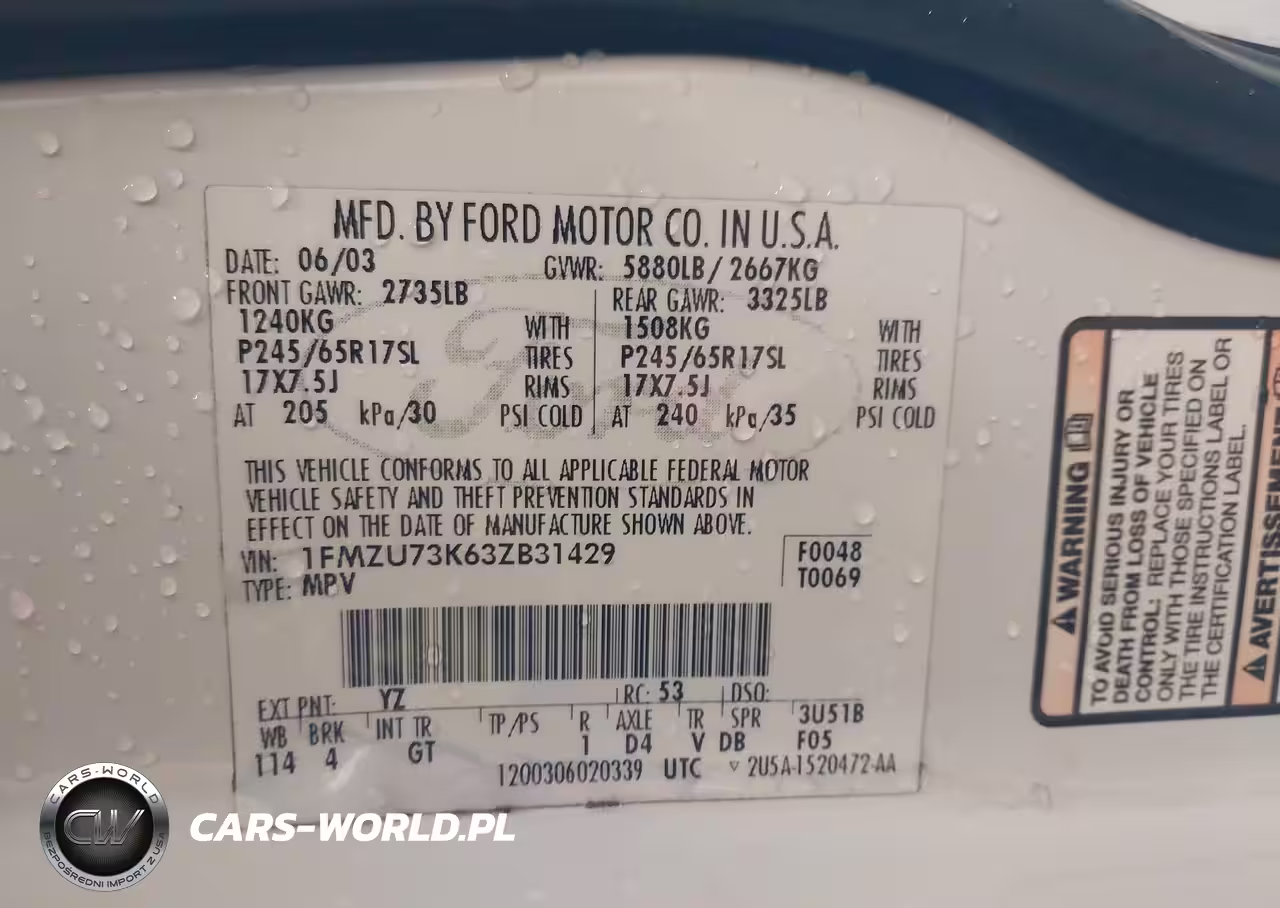 MFD. BY FORD MOTOR CO. IN U.S.A.
DATE: 06/03 GVWR: 5880LB/ 2667KG
FRONT GAWR: 2735LB REAR GAWR: 3325LB
1240KG WITH 1508KG WITH
P245/65R17SL TIRES P245/65R17SL TIRES
17X7.5J RIMS 17X7.5J RIMS
AT 205 kPa/30 PSI COLD AT 240 kPa/35 PSI COLD
Ford
THIS VEHICLE CONFORMS TO ALL APPLICABLE FEDERAL MOTOR
VEHICLE SAFETY AND THEFT PREVENTION STANDARDS IN
EFFECT ON THE DATE OF MANUFACTURE SHOWN ABOVE.
VIN: 1FMZU73K63ZB31429 F0048
TYPE: MPV T0069
EXT PNT: YZ RC: 53 DSO:
WB BRK INT TR TP/PS R AXLE TR SPR 3U51B
114 4 GT 1 D4 V DB F05
1200306020339 UTC ▽ 2U5A-1520472-AA
WARNING
TO AVOID SERIOUS INJURY OR
DEATH FROM LOSS OF VEHICLE
CONTROL: REPLACE YOUR TIRES
ONLY WITH THOSE SPECIFIED ON
THE TIRE INSTRUCTIONS LABEL OR
THE CERTIFICATION LABEL.
CARS-WORLD
CW
BEZPOŚREDNI IMPORT Z USA
CARS-WORLD.PL